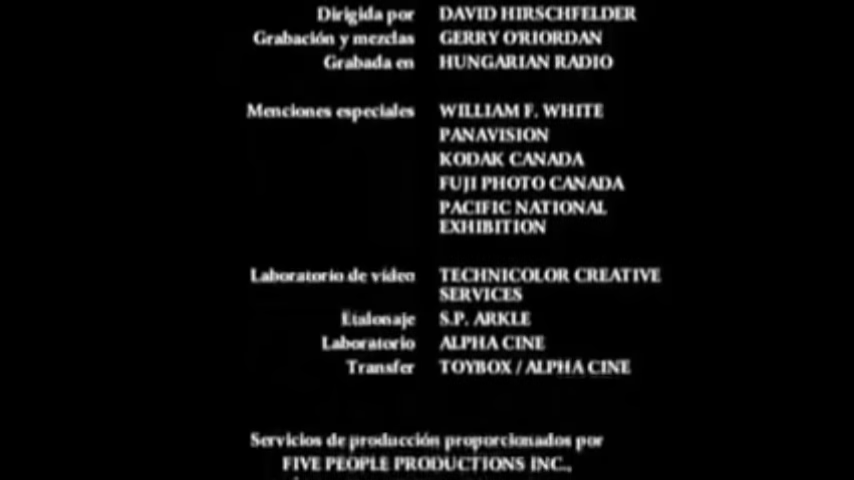 Dirigida por DAVID HIRSCHFELDER
Grabación y mezclas GERRY O'RIORDAN
Grabada en HUNGARIAN RADIO
Menciones especiales WILLIAM F. WHITE
PANAVISION
KODAK CANADA
FUJI PHOTO CANADA
PACIFIC NATIONAL
EXHIBITION
Laboratorio de vídeo TECHNICOLOR CREATIVE
SERVICES
Etalonaje S.P. ARKLE
Laboratorio ALPHA CINE
Transfer TOYBOX / ALPHA CINE
Servicios de producción proporcionados por
FIVE PEOPLE PRODUCTIONS INC.,